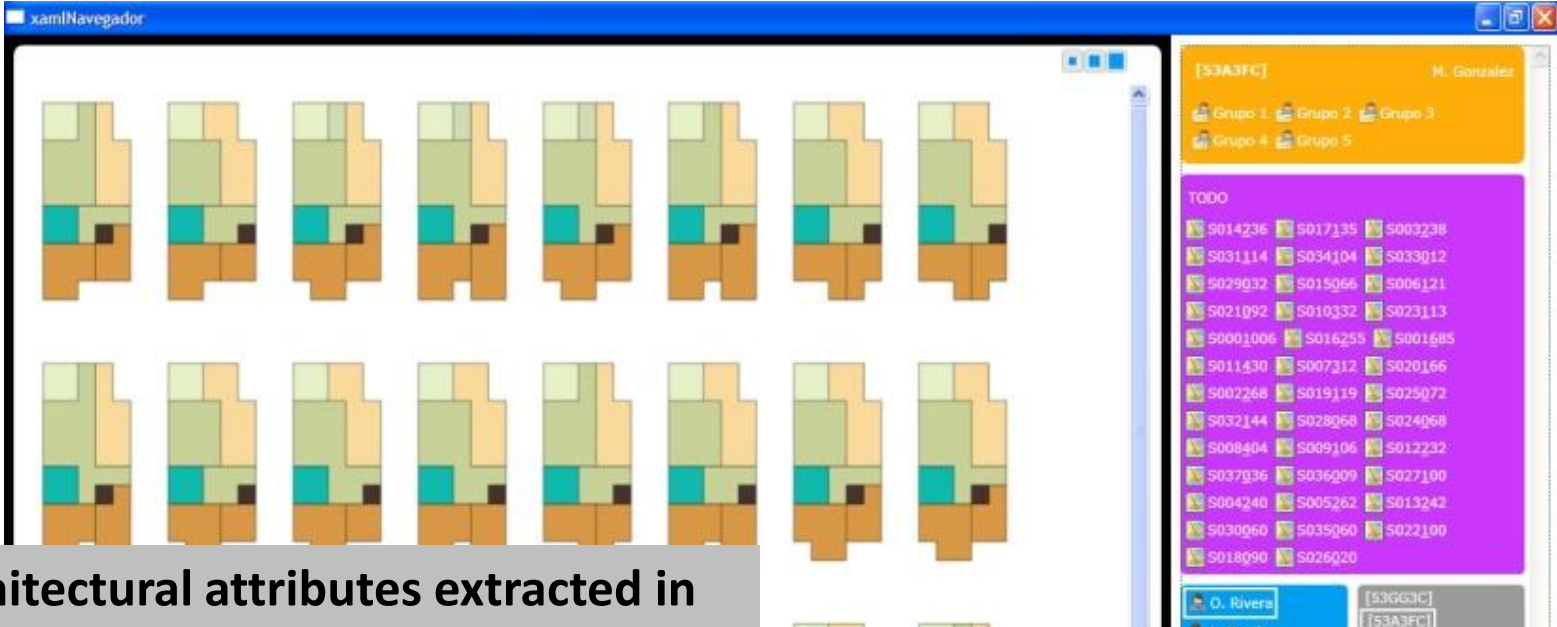 xamlNavegador
[53A3FC] M. Gonzalez
Grupo 1 Grupo 2 Grupo 3
Grupo 4 Grupo 5
TODO
S014236 S017135 S003238
S031114 S034104 S033012
S029032 S015066 S006121
S021092 S010332 S023113
S0001006 S016255 S001685
S011430 S007312 S020166
S002268 S019119 S025072
S032144 S028068 S024068
S008404 S009106 S012232
S037036 S036009 S027100
S004240 S005262 S013242
S030060 S035060 S022100
S018090 S026020
hitectural attributes extracted in
O. Rivera [53GG3C]
[53A3FC]